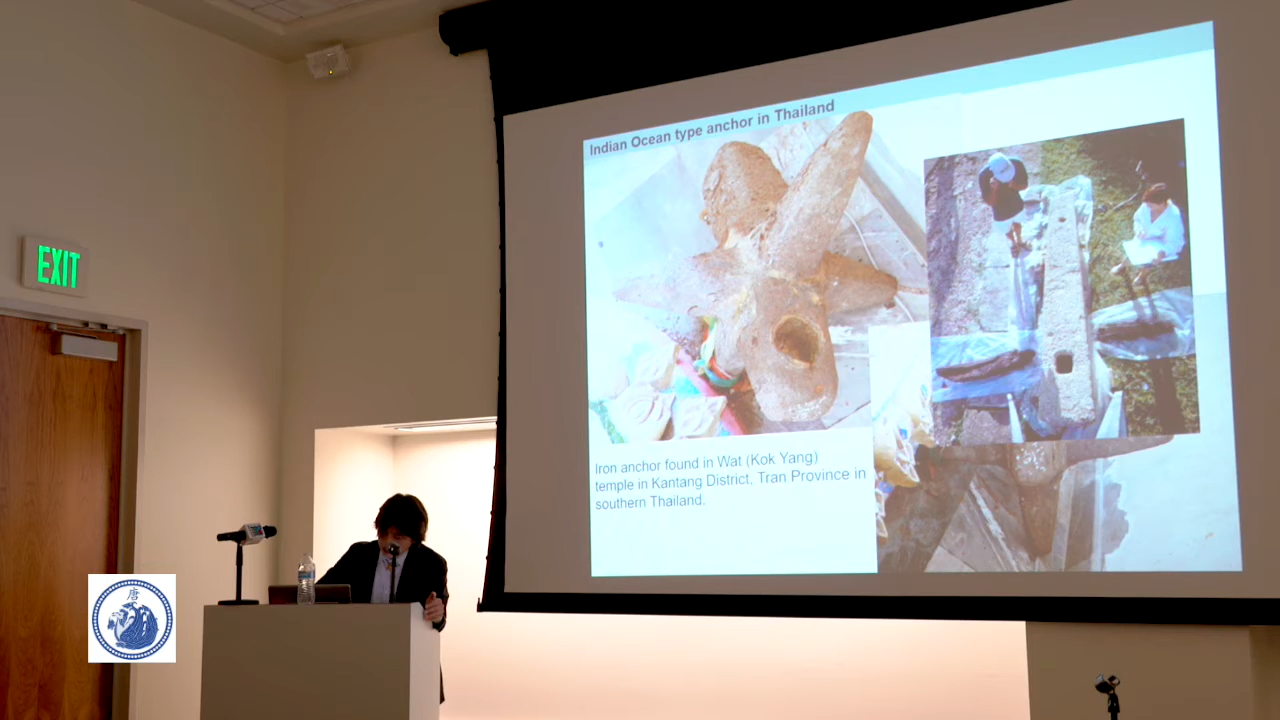 Indian Ocean type anchor in Thailand
EXIT
Iron anchor found in Wat (Kok Yang)
temple in Kantang District, Tran Province in
southern Thailand.
唐